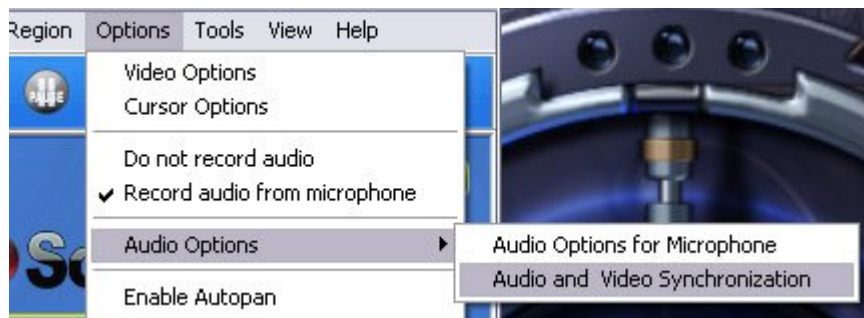 Region Options Tools View Help
PAUSE
Video Options
Cursor Options
Do not record audio
Record audio from microphone
Audio Options
Audio Options for Microphone
Audio and  Video Synchronization
Enable Autopan